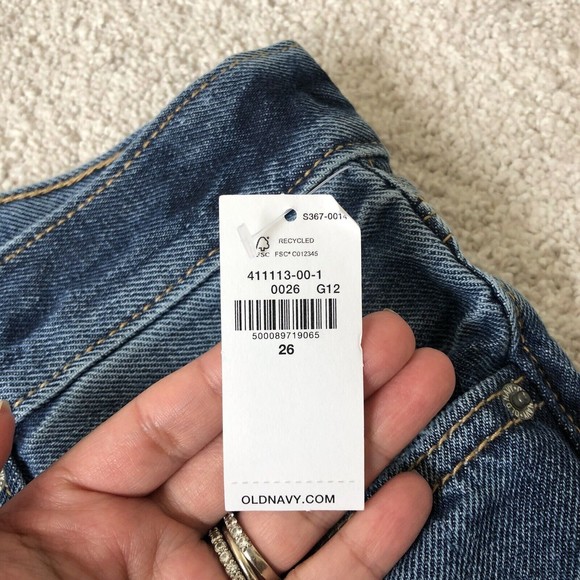 S367-0014
RECYCLED
FSC FSC® C012345
411113-00-1
0026 G12
500089719065
26
OLDNAVY.COM